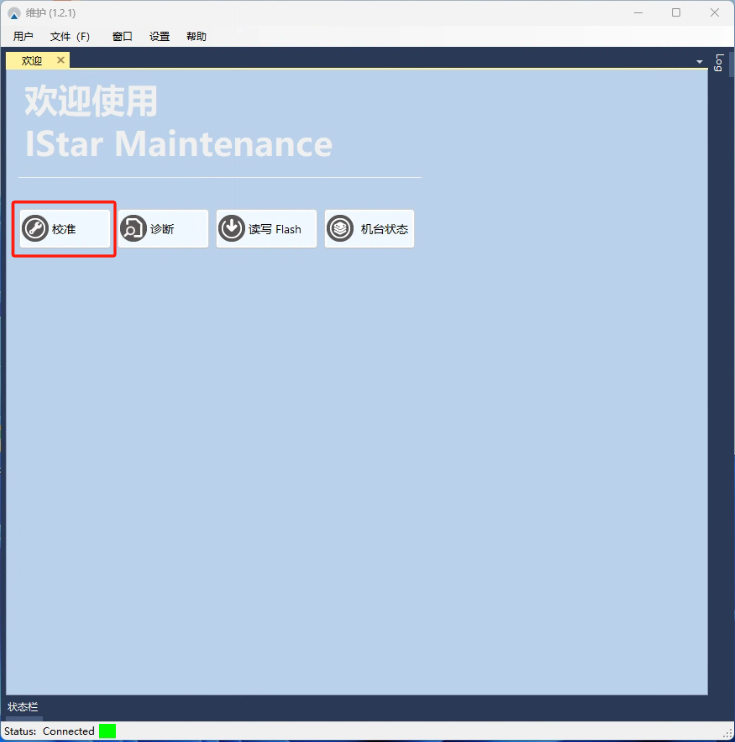 维护 (1.2.1)
用户 文件 (F) 窗口 设置 帮助
欢迎
Log
欢迎使用
IStar Maintenance
校准 诊断 读写 Flash 机台状态
状态栏
Status: Connected